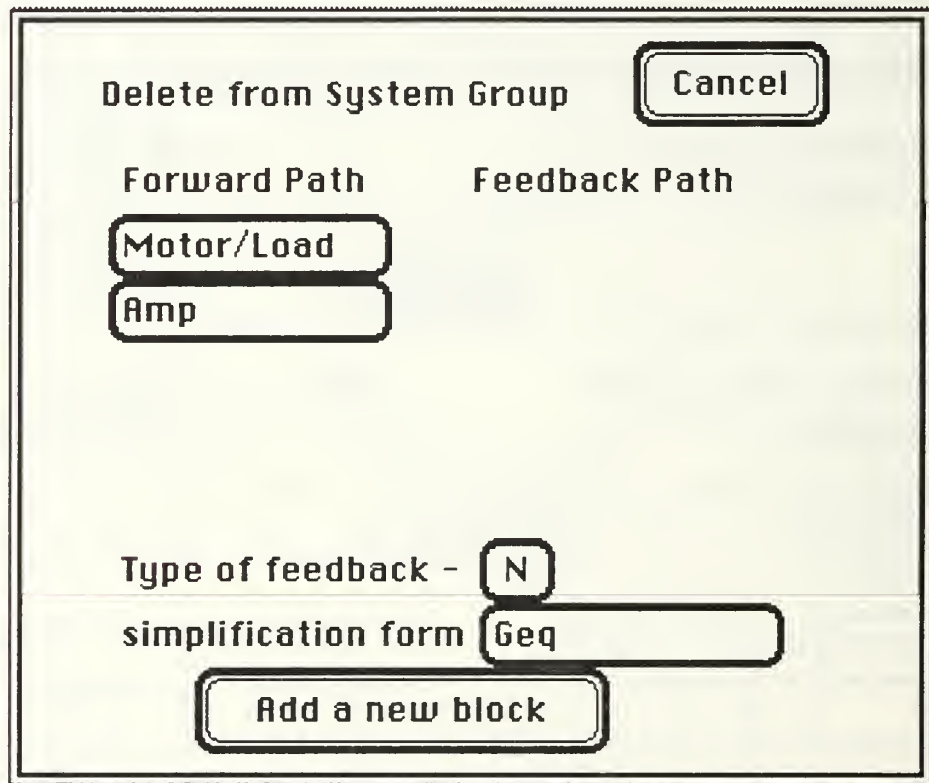 Delete from System Group
Cancel
Forward Path
Feedback Path
Motor/Load
Amp
Type of feedback - N
simplification form Geq
Add a new block